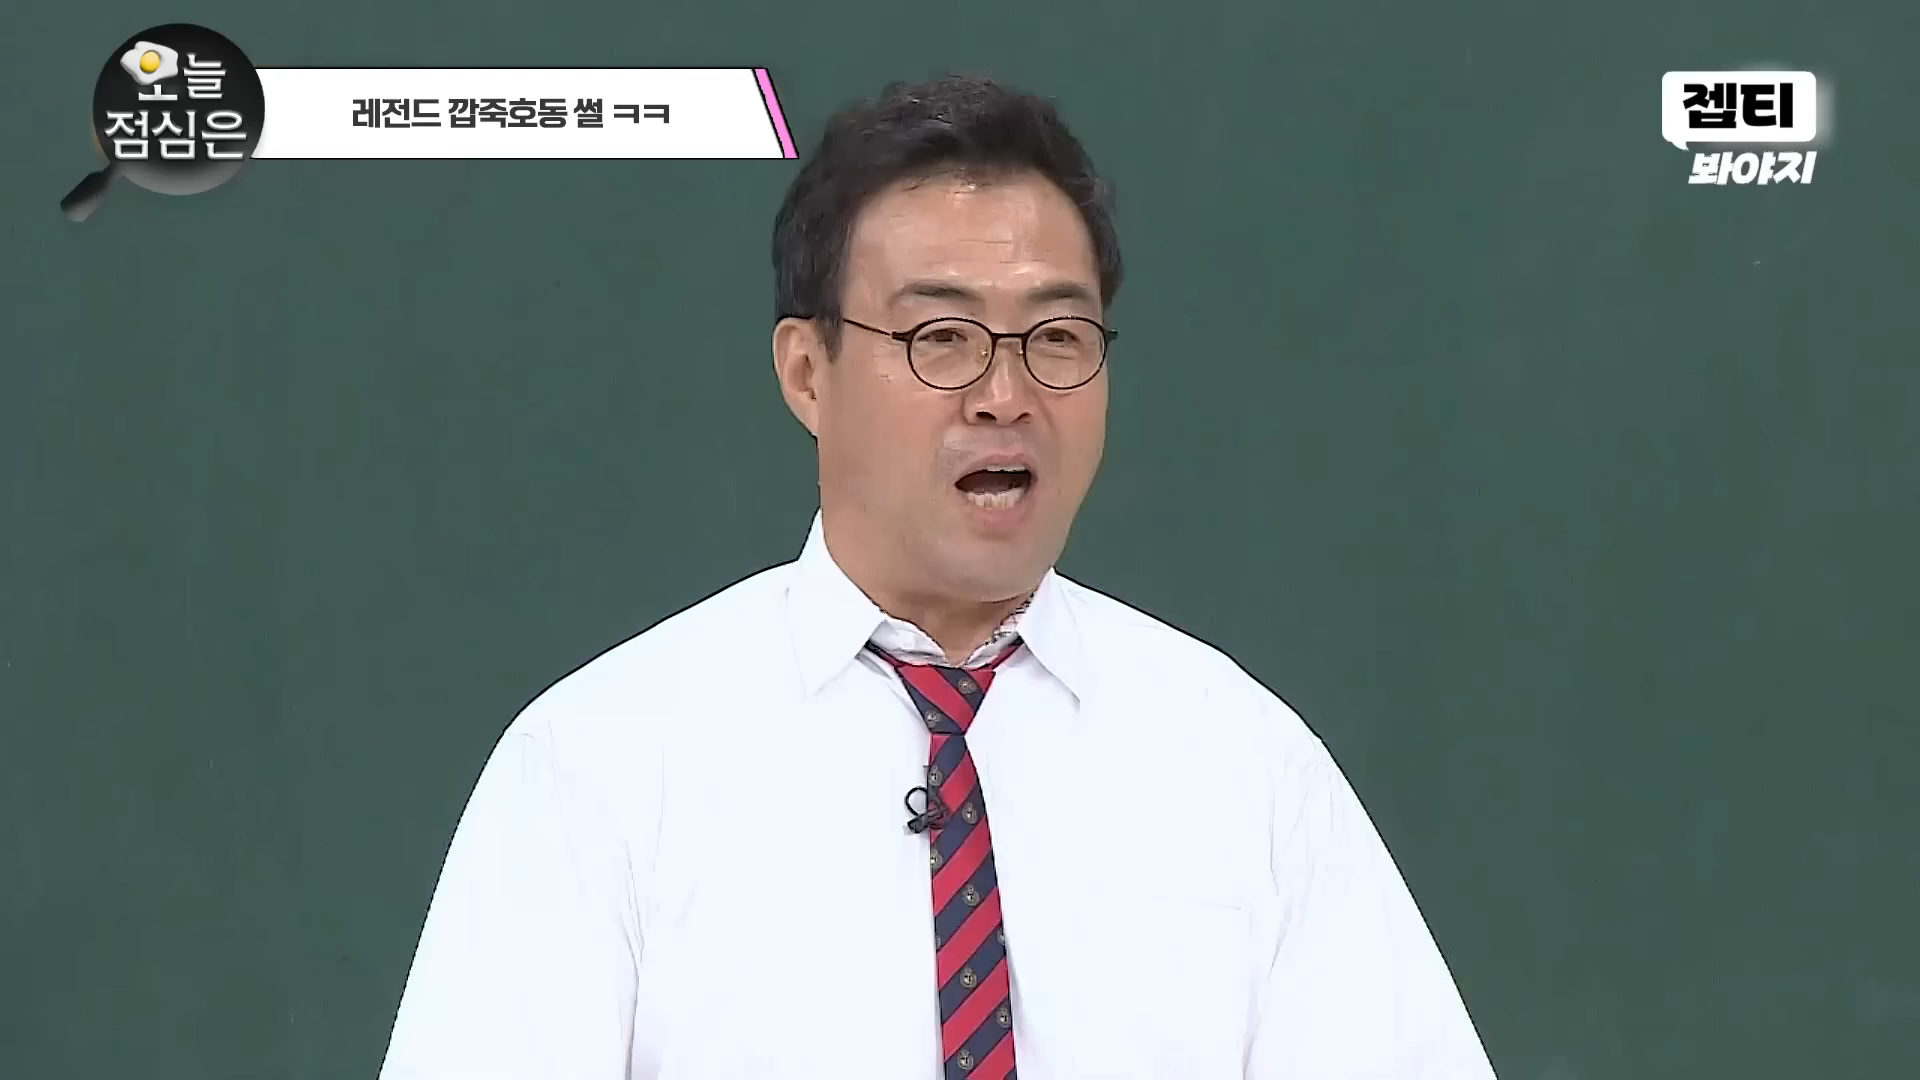 오늘
점심은
레전드 깝죽호동 썰 ㅋㅋ
젭티
봐야지